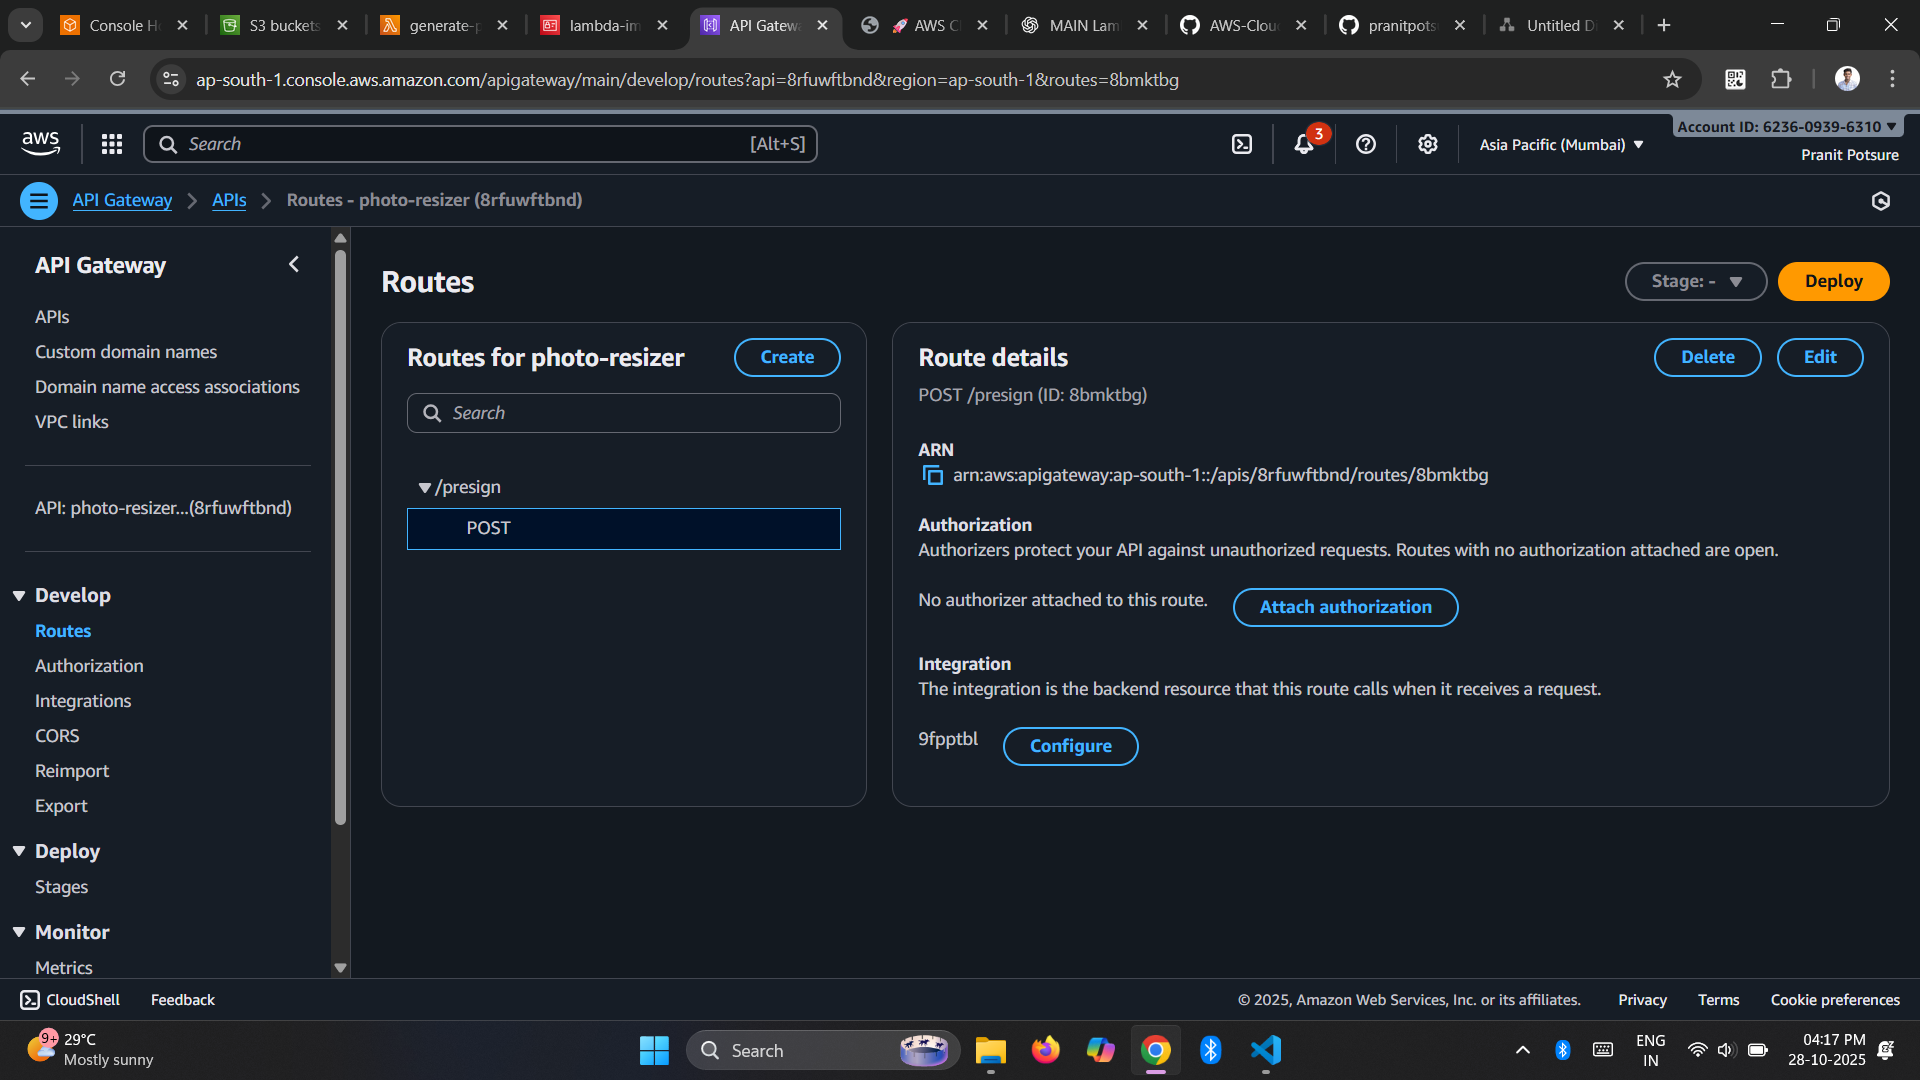 Console Ho
S3 buckets
generate-p
lambda-im
API Gatewa
AWS C
MAIN Lam
AWS-Clou
pranitpots
Untitled Di
ap-south-1.console.aws.amazon.com/apigateway/main/develop/routes?api=8rfuwftbnd&region=ap-south-1&routes=8bmktbg
aws
Search
[Alt+S]
3
Asia Pacific (Mumbai)
Account ID: 6236-0939-6310
Pranit Potsure
API Gateway
APIs
Routes - photo-resizer (8rfuwftbnd)
API Gateway
APIs
Custom domain names
Domain name access associations
VPC links
API: photo-resizer...(8rfuwftbnd)
Develop
Routes
Authorization
Integrations
CORS
Reimport
Export
Deploy
Stages
Monitor
Metrics
Routes
Stage: -
Deploy
Routes for photo-resizer
Create
Search
/presign
POST
Route details
Delete
Edit
POST /presign (ID: 8bmktbg)
ARN
arn:aws:apigateway:ap-south-1::/apis/8rfuwftbnd/routes/8bmktbg
Authorization
Authorizers protect your API against unauthorized requests. Routes with no authorization attached are open.
No authorizer attached to this route.
Attach authorization
Integration
The integration is the backend resource that this route calls when it receives a request.
9fpptbl
Configure
CloudShell
Feedback
© 2025, Amazon Web Services, Inc. or its affiliates.
Privacy
Terms
Cookie preferences
9+
29°C
Mostly sunny
Search
ENG
IN
04:17 PM
28-10-2025